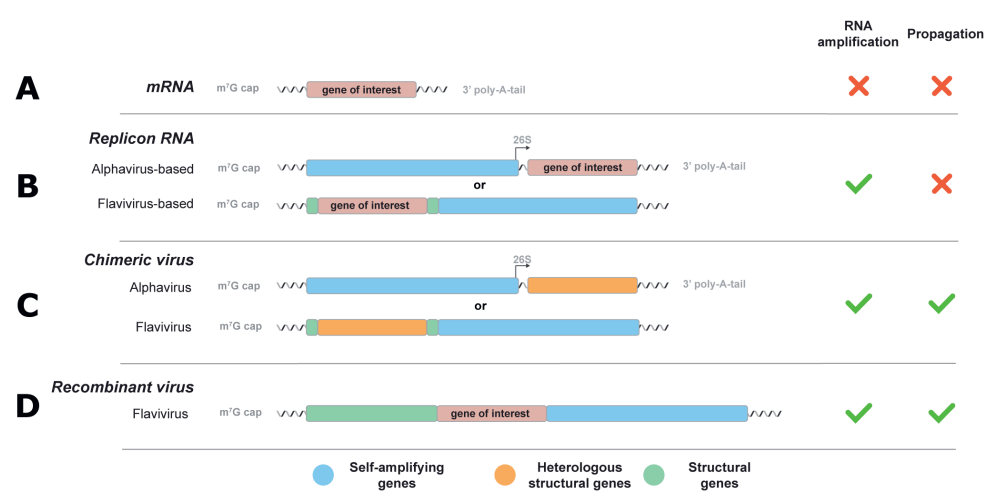 RNA
amplification
Propagation
A
mRNA
m⁷G cap
gene of interest
3' poly-A-tail
Replicon RNA
26S
B
Alphavirus-based
m⁷G cap
gene of interest
3' poly-A-tail
or
Flavivirus-based
m⁷G cap
gene of interest
Chimeric virus
26S
C
Alphavirus
m⁷G cap
3' poly-A-tail
or
Flavivirus
m⁷G cap
Recombinant virus
D
Flavivirus
m⁷G cap
gene of interest
Self-amplifying
genes
Heterologous
structural genes
Structural
genes